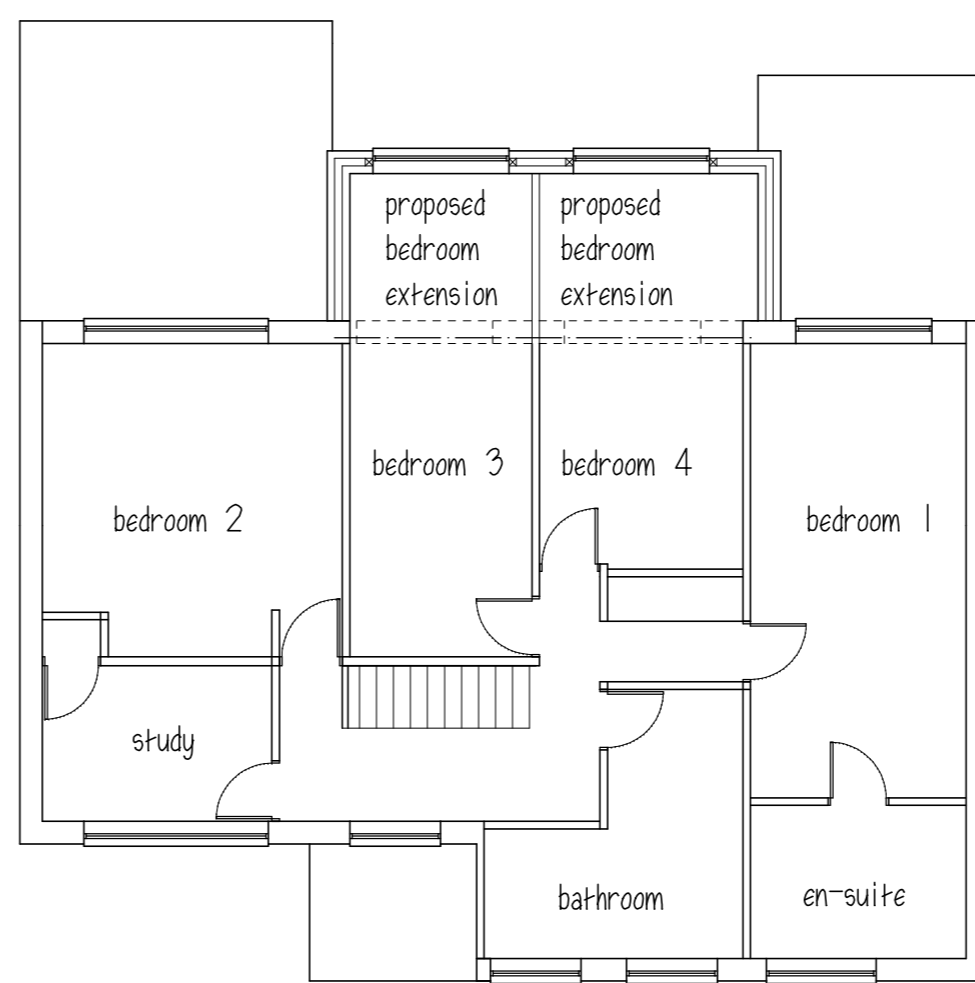 proposed
bedroom
extension
proposed
bedroom
extension
bedroom 3
bedroom 4
bedroom 2
bedroom 1
study
bathroom
en-suite